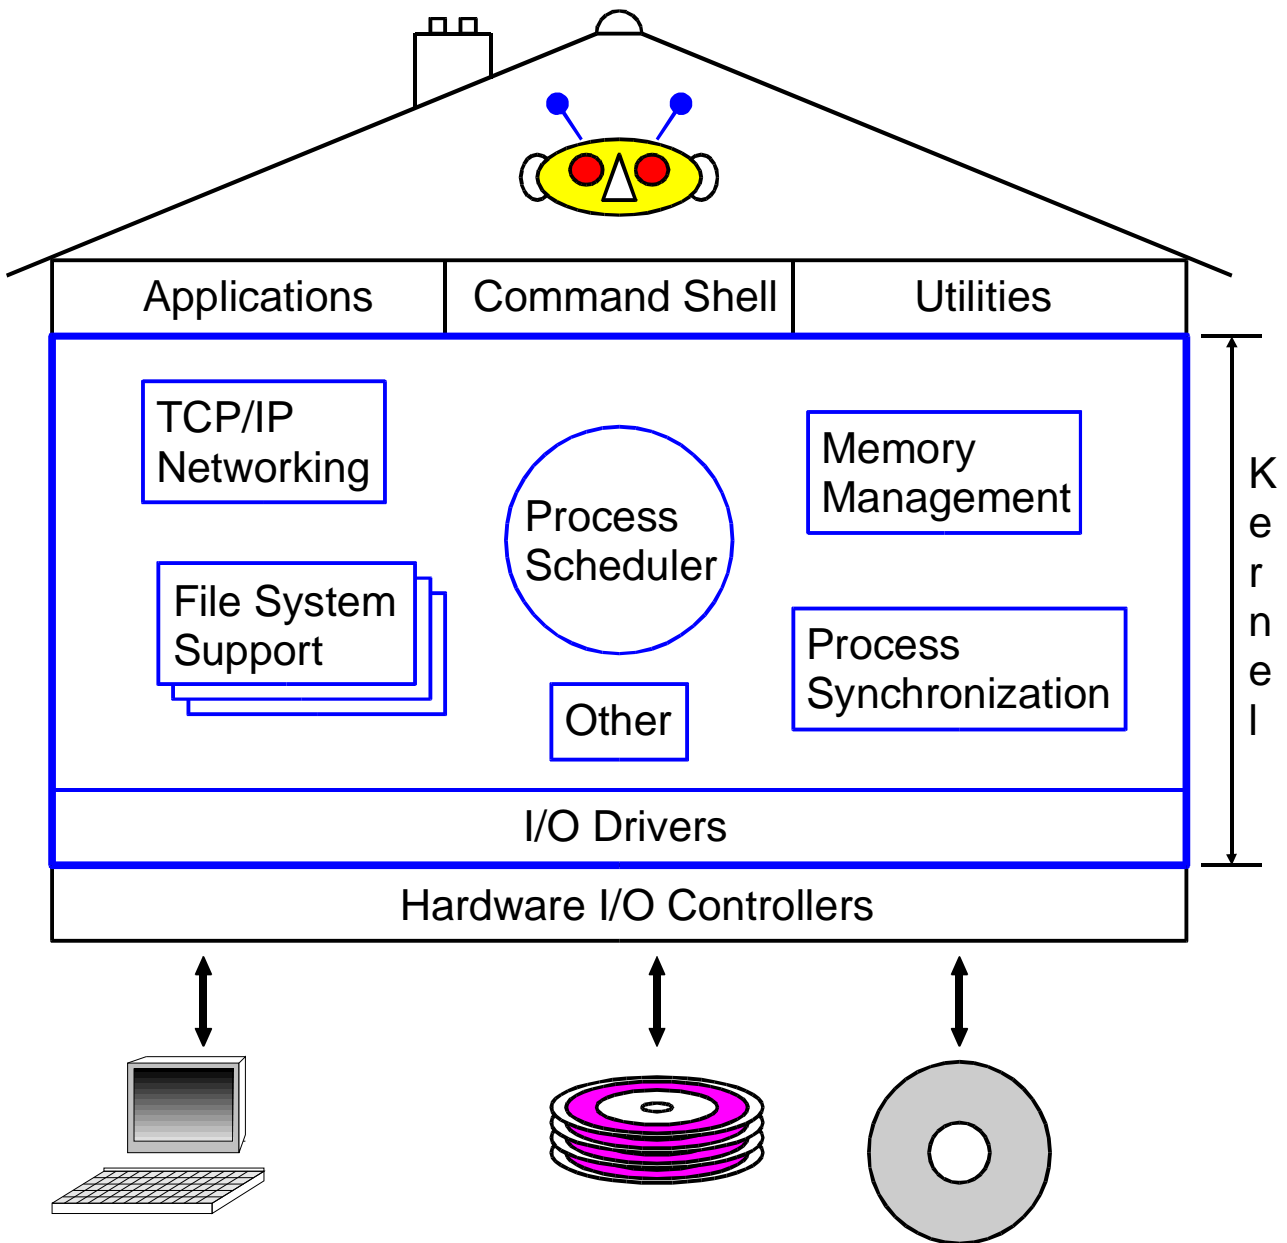 Applications
Command Shell
Utilities
TCP/IP
Networking
Process
Scheduler
Memory
Management
File System
Support
Process
Synchronization
Other
I/O Drivers
Hardware I/O Controllers
Kernel